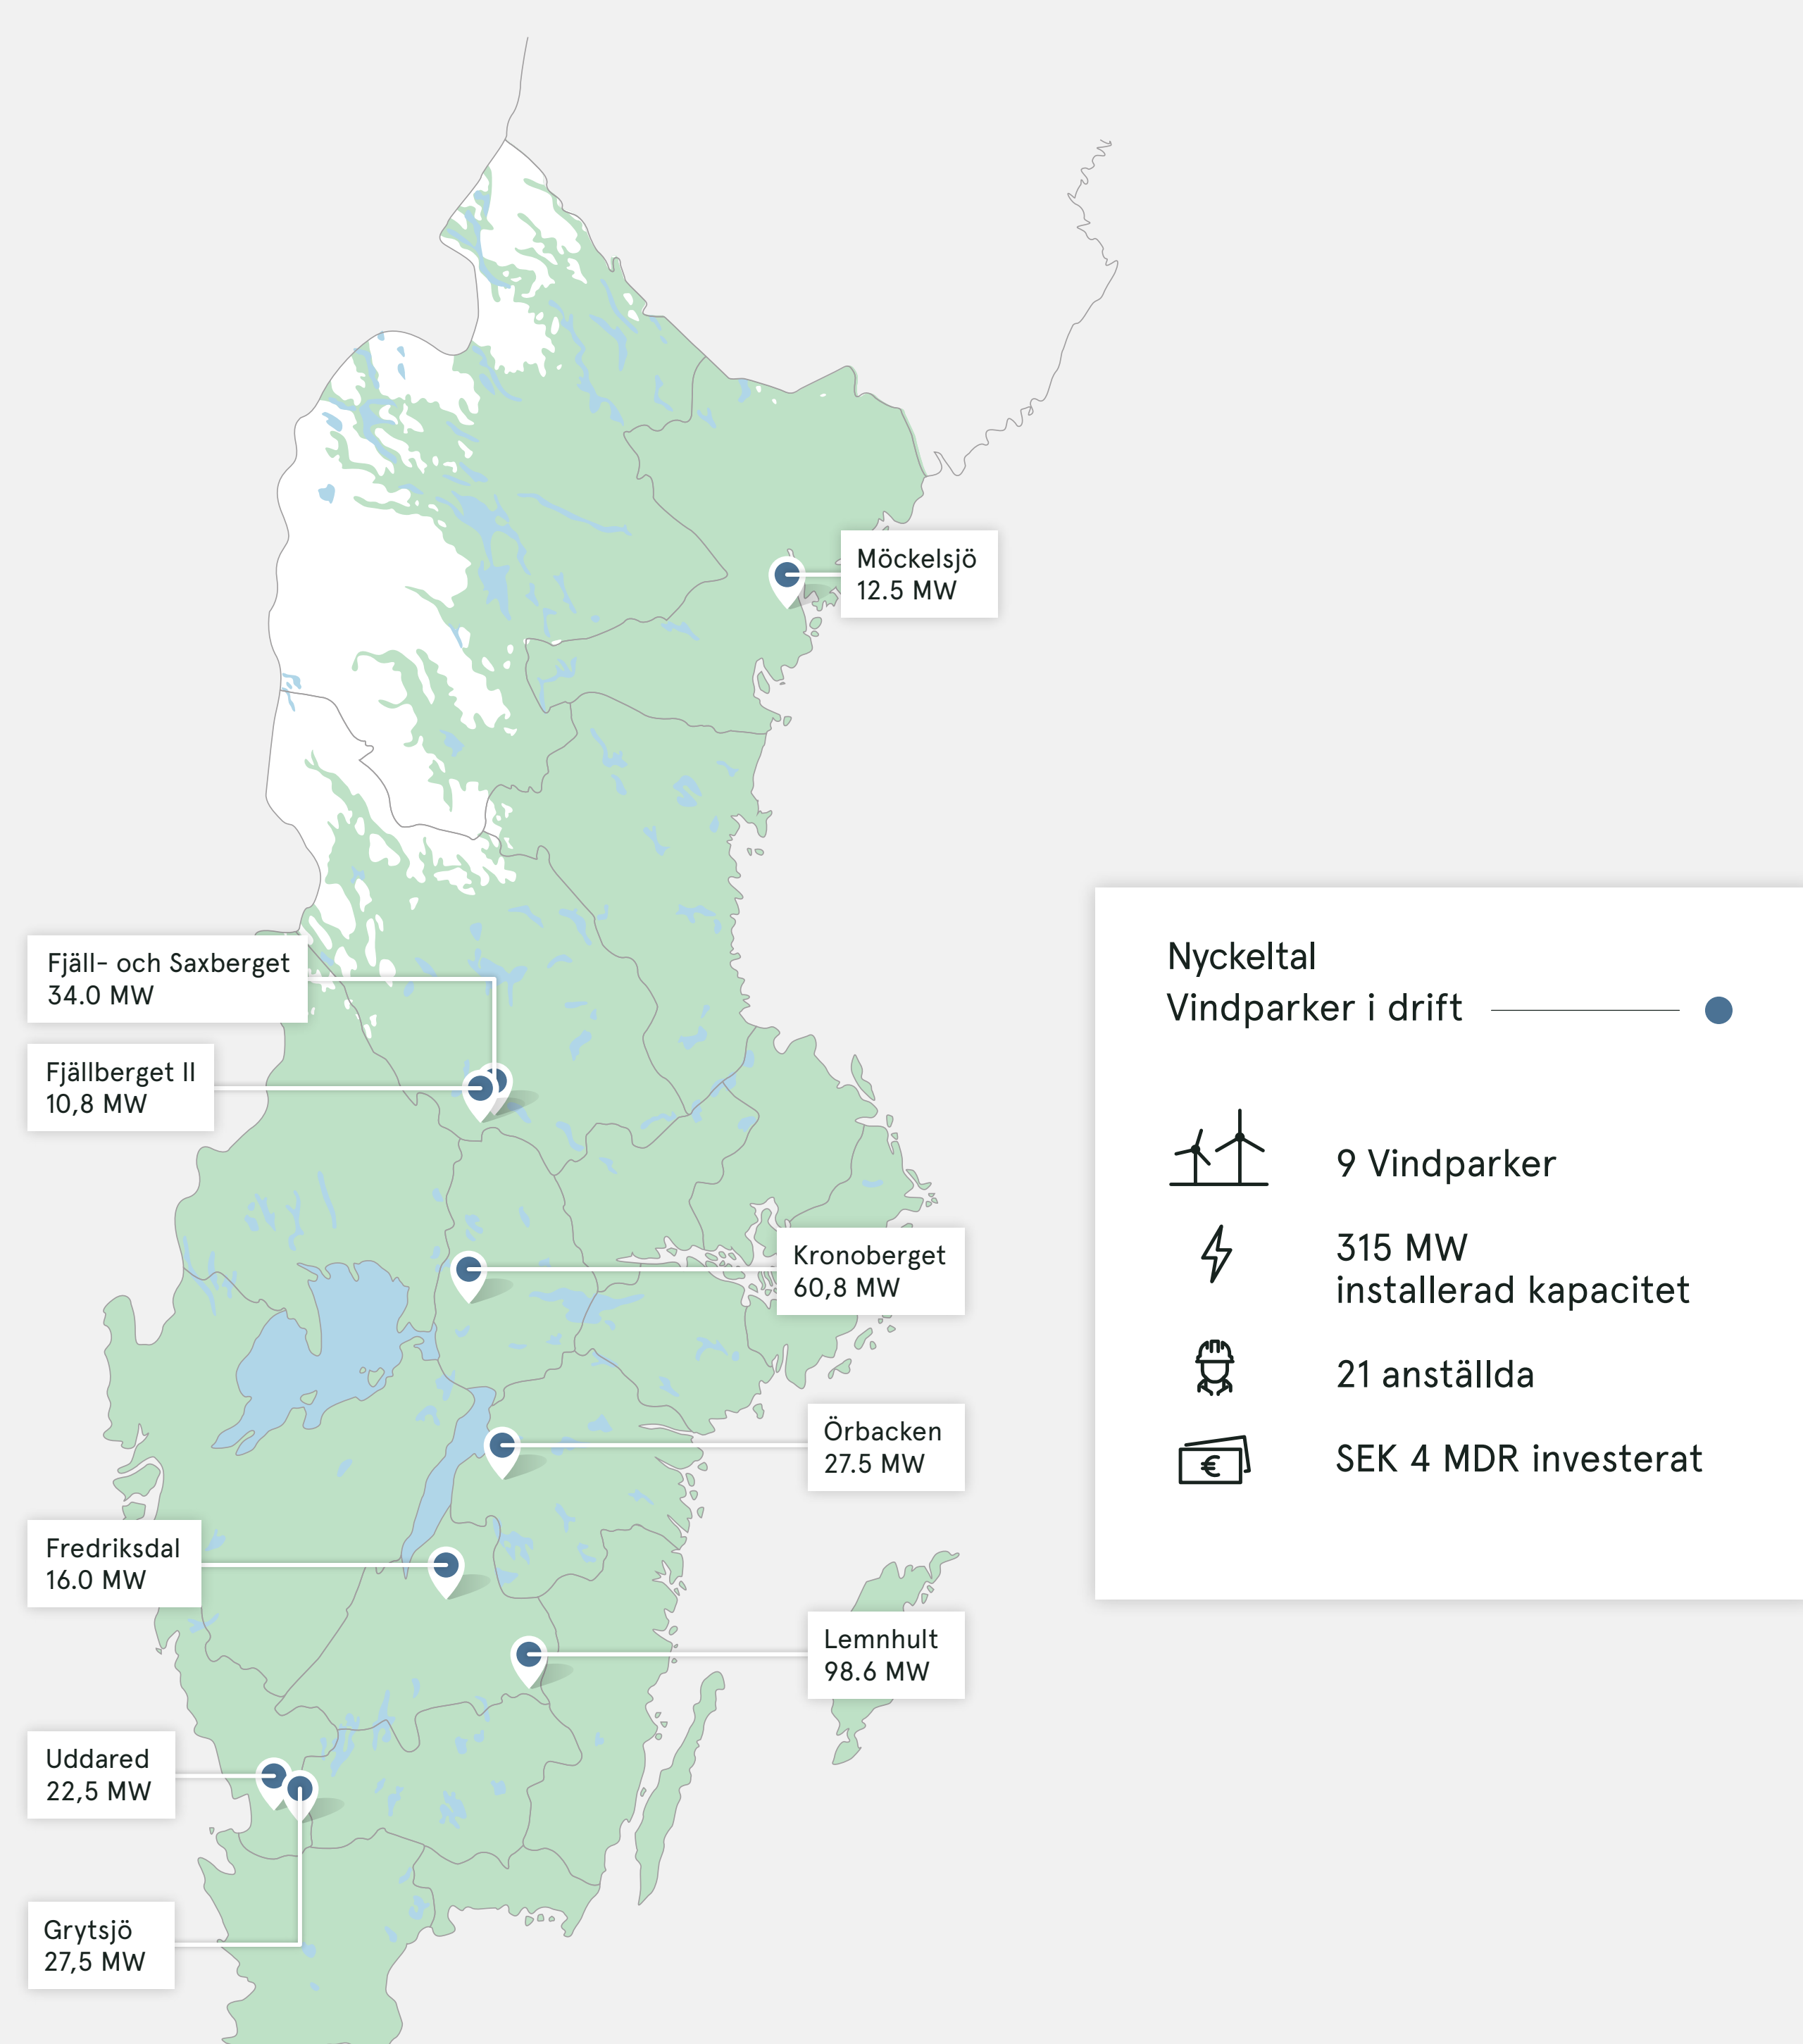 Möckelsjö
12.5 MW
Fjäll- och Saxberget
34.0 MW
Fjällberget II
10,8 MW
Kronoberget
60,8 MW
Örbacken
27.5 MW
Fredriksdal
16.0 MW
Lemnhult
98.6 MW
Uddared
22,5 MW
Grytsjö
27,5 MW
Nyckeltal
Vindparker i drift
9 Vindparker
315 MW
installerad kapacitet
21 anställda
€
SEK 4 MDR investerat